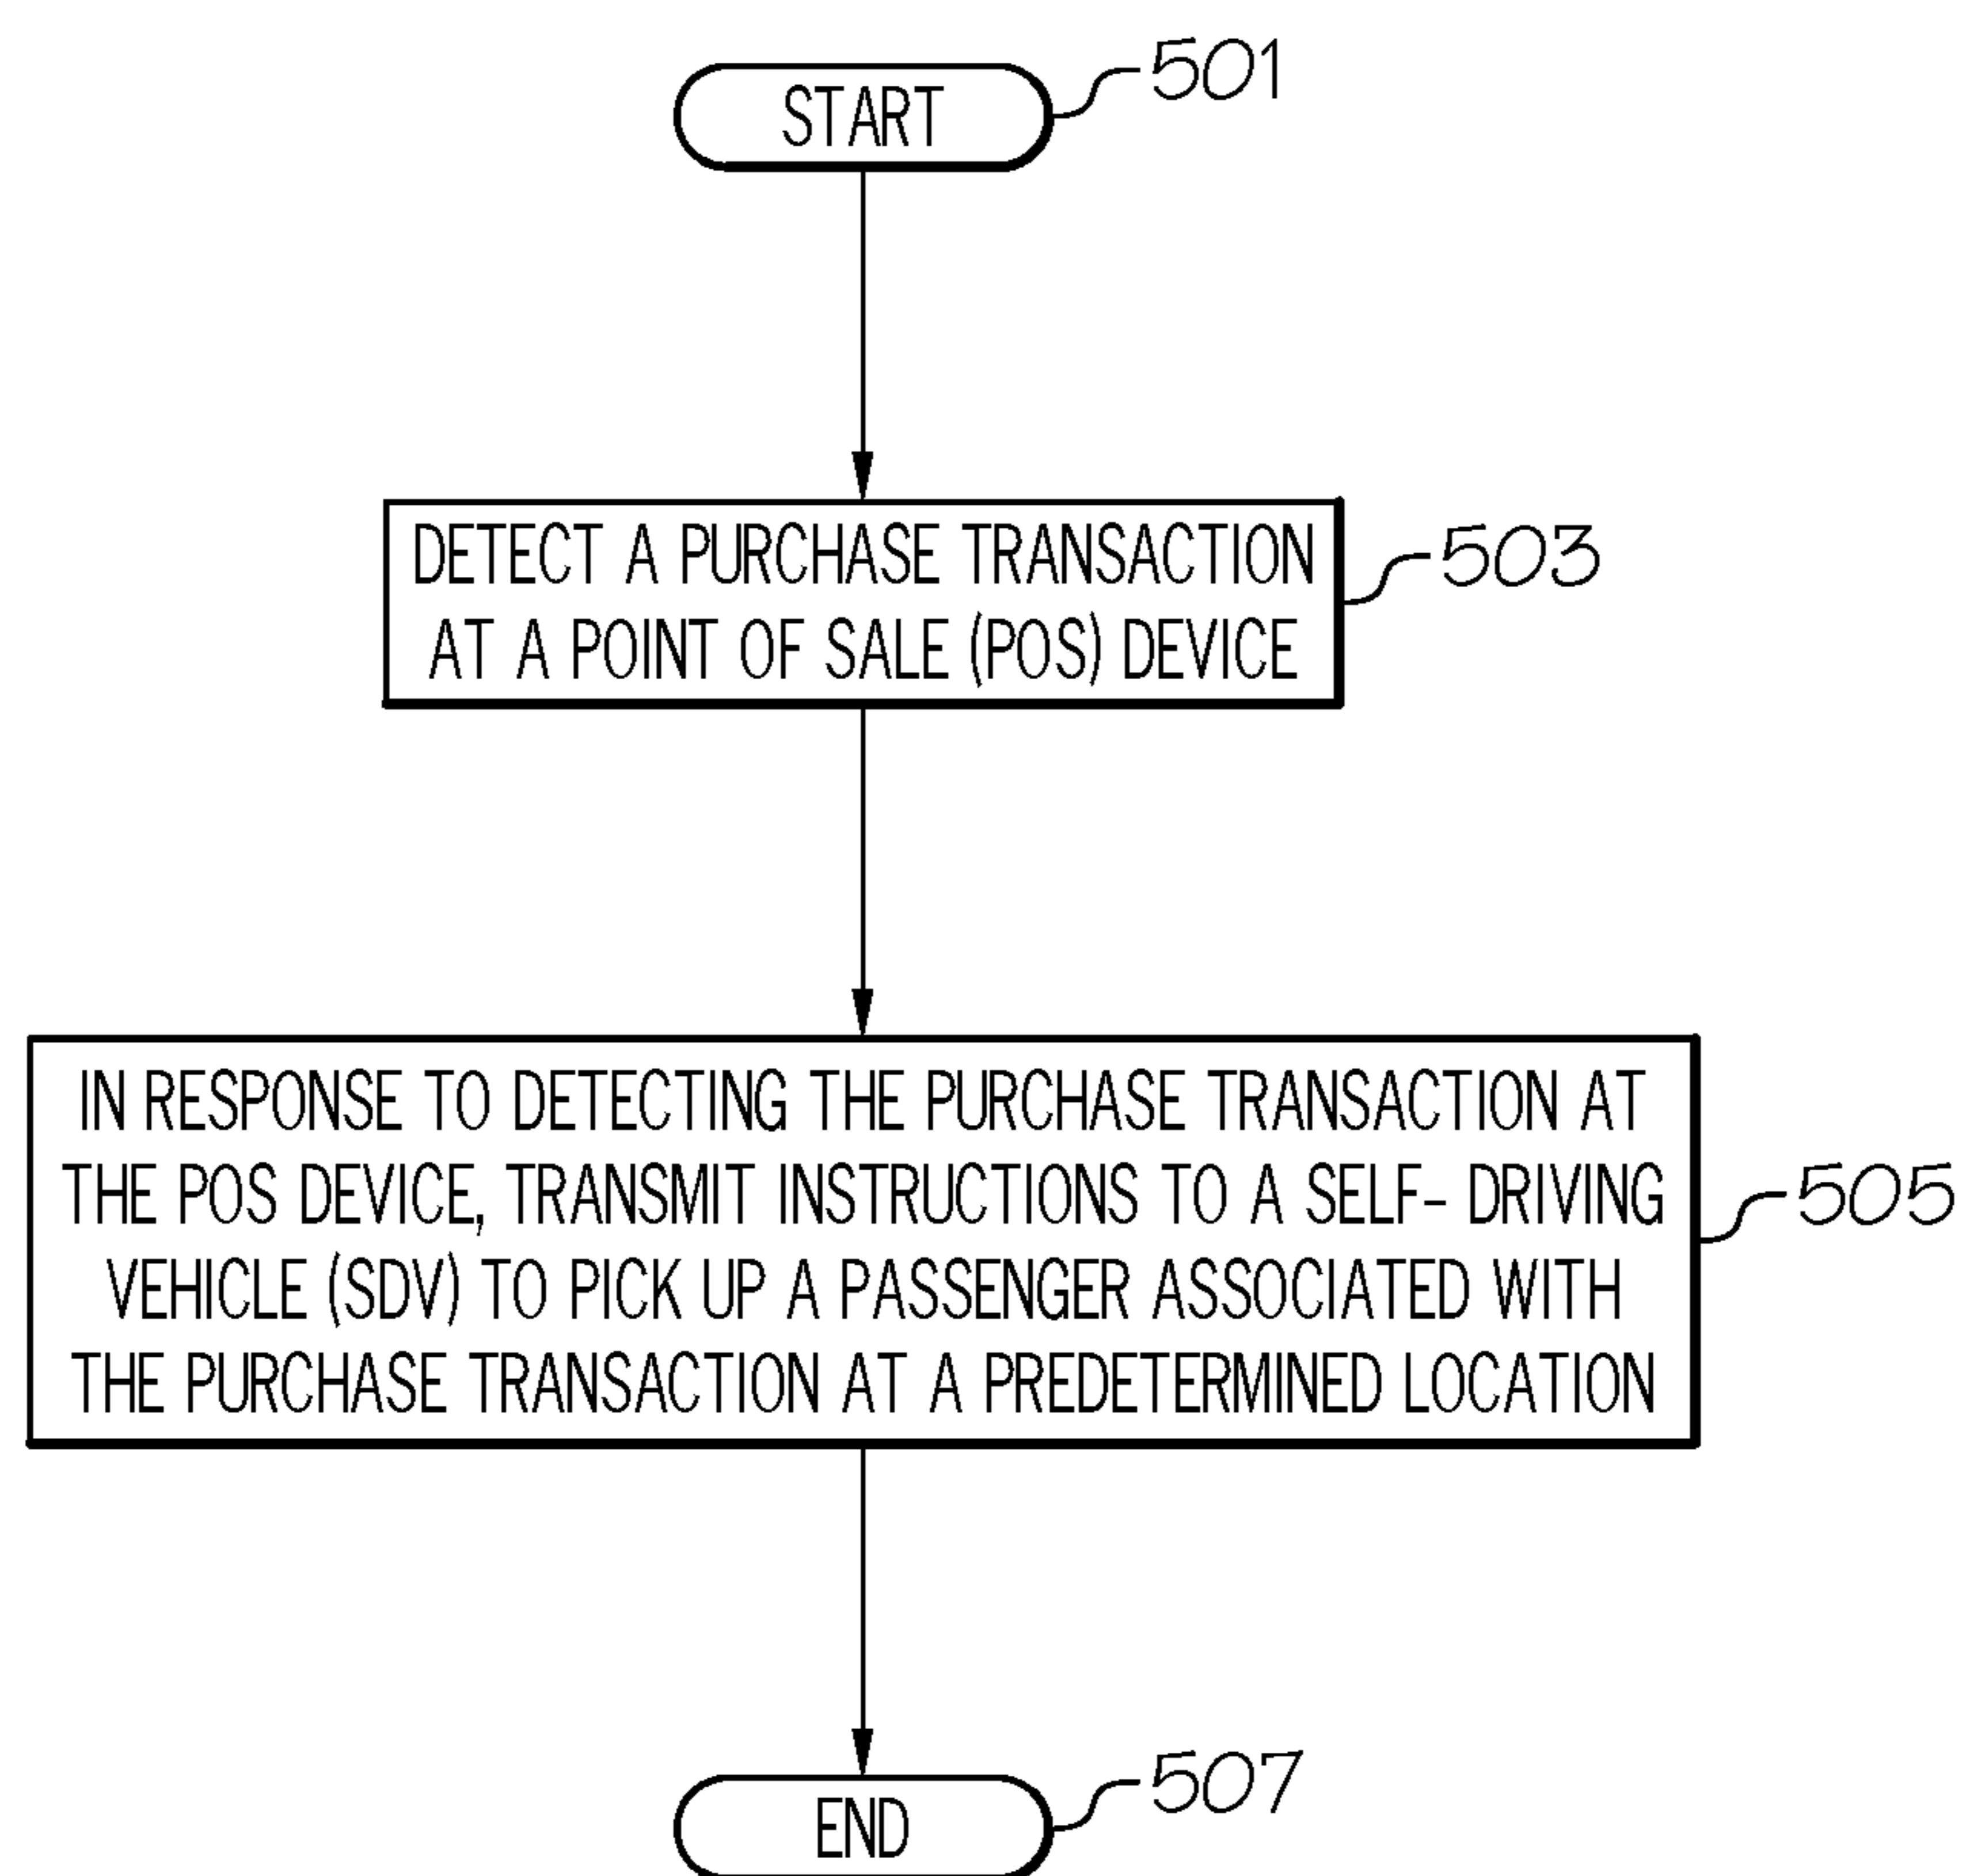 START
501
DETECT A PURCHASE TRANSACTION
AT A POINT OF SALE (POS) DEVICE
503
IN RESPONSE TO DETECTING THE PURCHASE TRANSACTION AT
THE POS DEVICE, TRANSMIT INSTRUCTIONS TO A SELF- DRIVING
VEHICLE (SDV) TO PICK UP A PASSENGER ASSOCIATED WITH
THE PURCHASE TRANSACTION AT A PREDETERMINED LOCATION
505
END
507